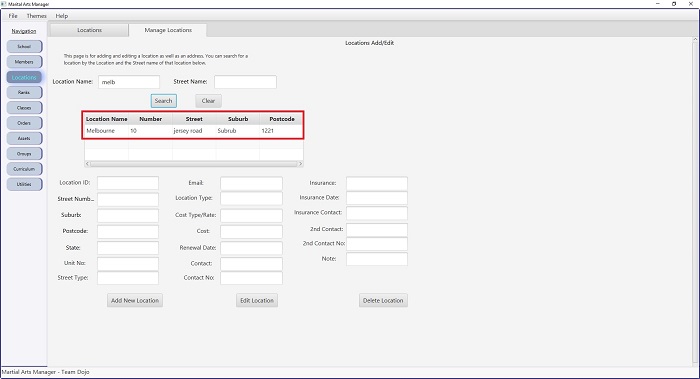 Marital Arts Manager
File Themes Help
Navigation
School
Members
Locations
Ranks
Classes
Orders
Assets
Groups
Curriculum
Utilities
Locations Manage Locations
Locations Add/Edit
This page is for adding and editing a location as well as an address. You can search for
a location by the Location and the Street name of that location below.
Location Name: melb Street Name:
Search Clear
Location Name Number Street Suburb Postcode
Melbourne 10 jersey road Subrub 1221
Location ID: Email: Insurance:
Street Numb... Location Type: Insurance Date:
Suburb: Cost Type/Rate: Insurance Contact:
Postcode: Cost: 2nd Contact:
State: Renewal Date: 2nd Contact No:
Unit No: Contact: Note:
Street Type: Contact No:
Add New Location Edit Location Delete Location
Martial Arts Manager - Team Dojo